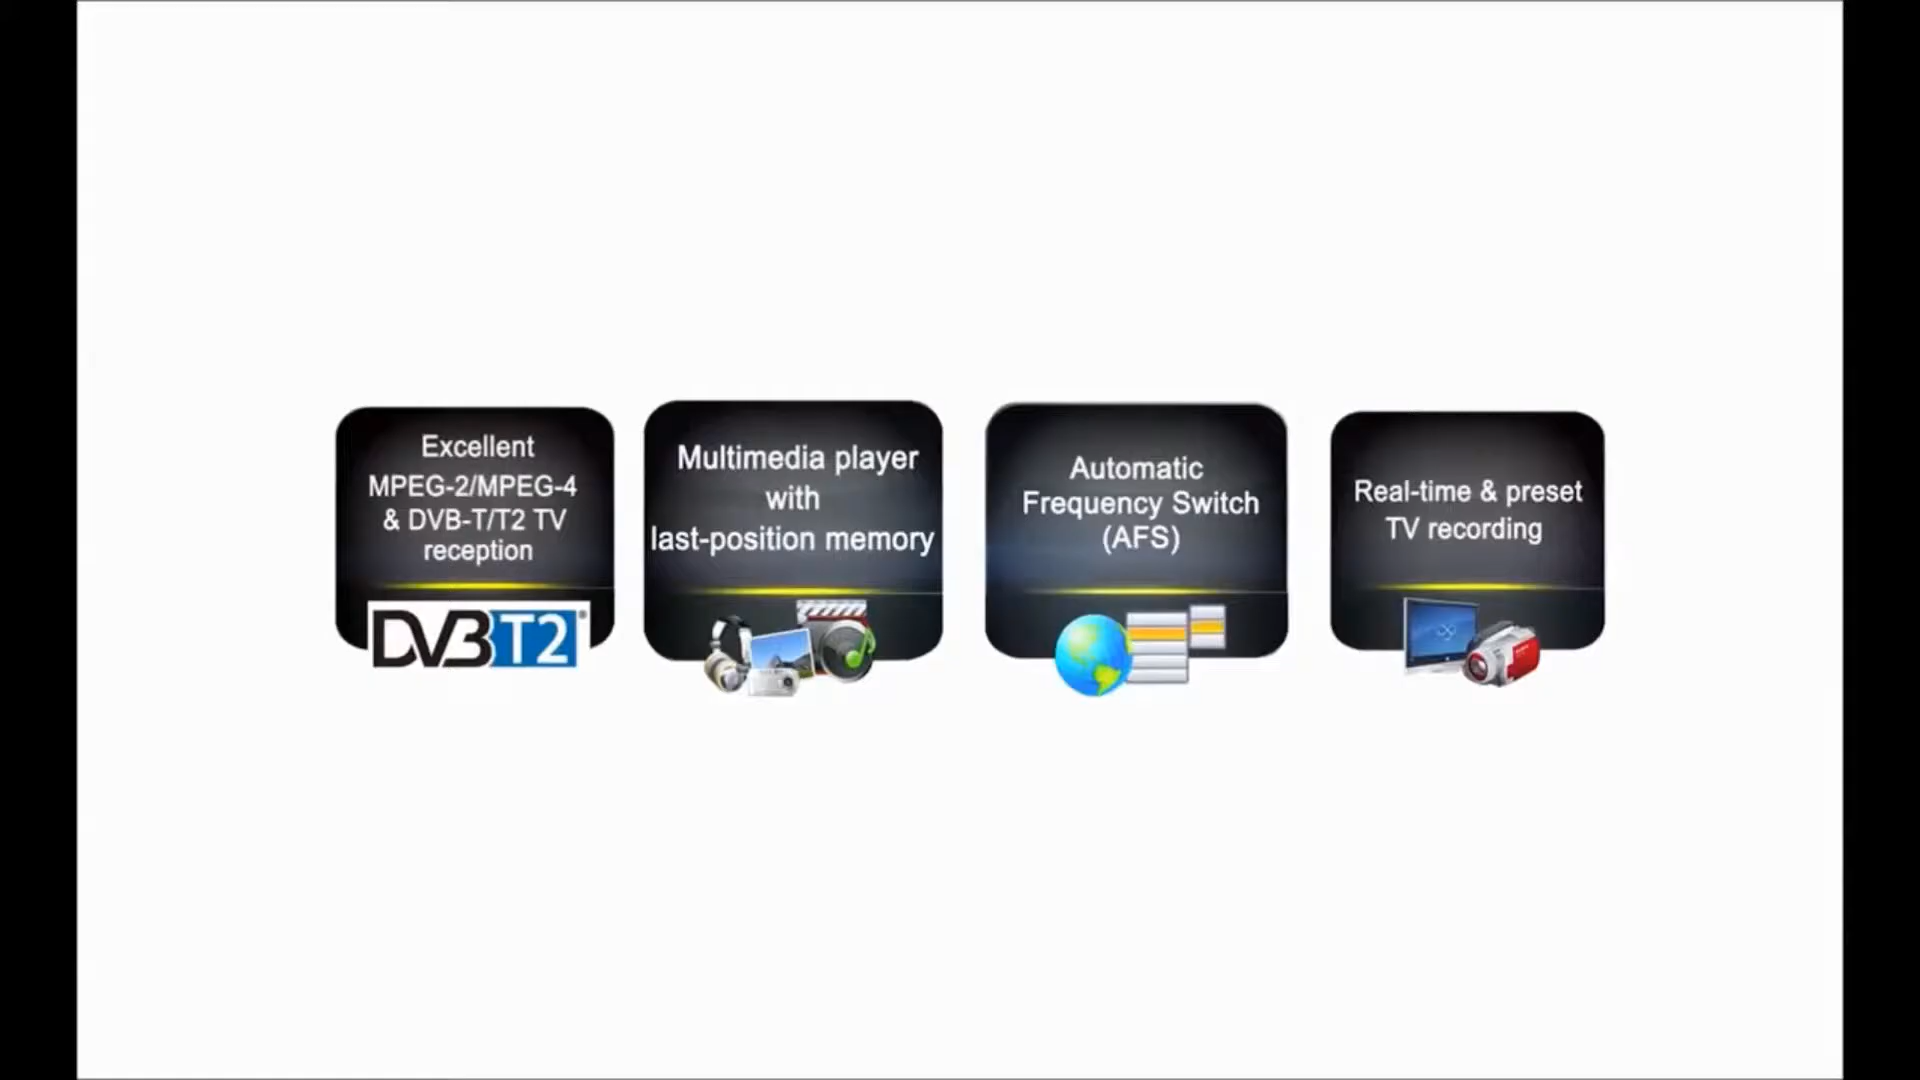 Excellent
MPEG-2/MPEG-4
& DVB-T/T2 TV
reception
DVB T2®
Multimedia player
with
last-position memory
Automatic
Frequency Switch
(AFS)
Real-time & preset
TV recording